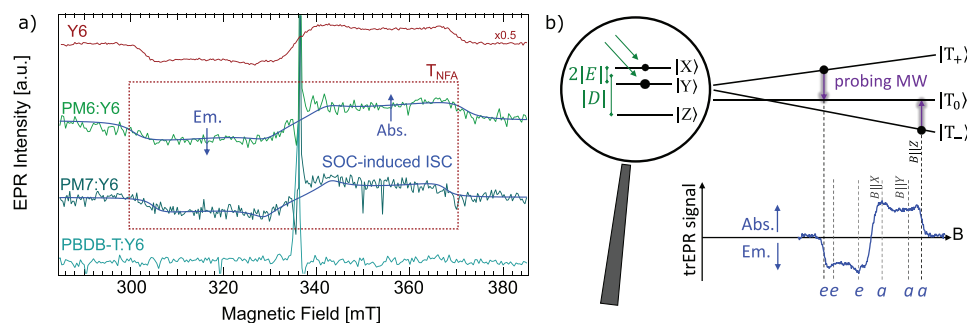 a)
Y6
x0.5
T_NFA
PM6:Y6
Em.
Abs.
SOC-induced ISC
PM7:Y6
PBDB-T:Y6
EPR Intensity [a.u.]
300
320
340
360
380
Magnetic Field [mT]
b)
|X⟩
2|E|
|Y⟩
|D|
|Z⟩
|T₊⟩
probing MW
|T₀⟩
|T₋⟩
B||Z
B||X
B||Y
trEPR signal
Abs.
Em.
B
e e e a a a